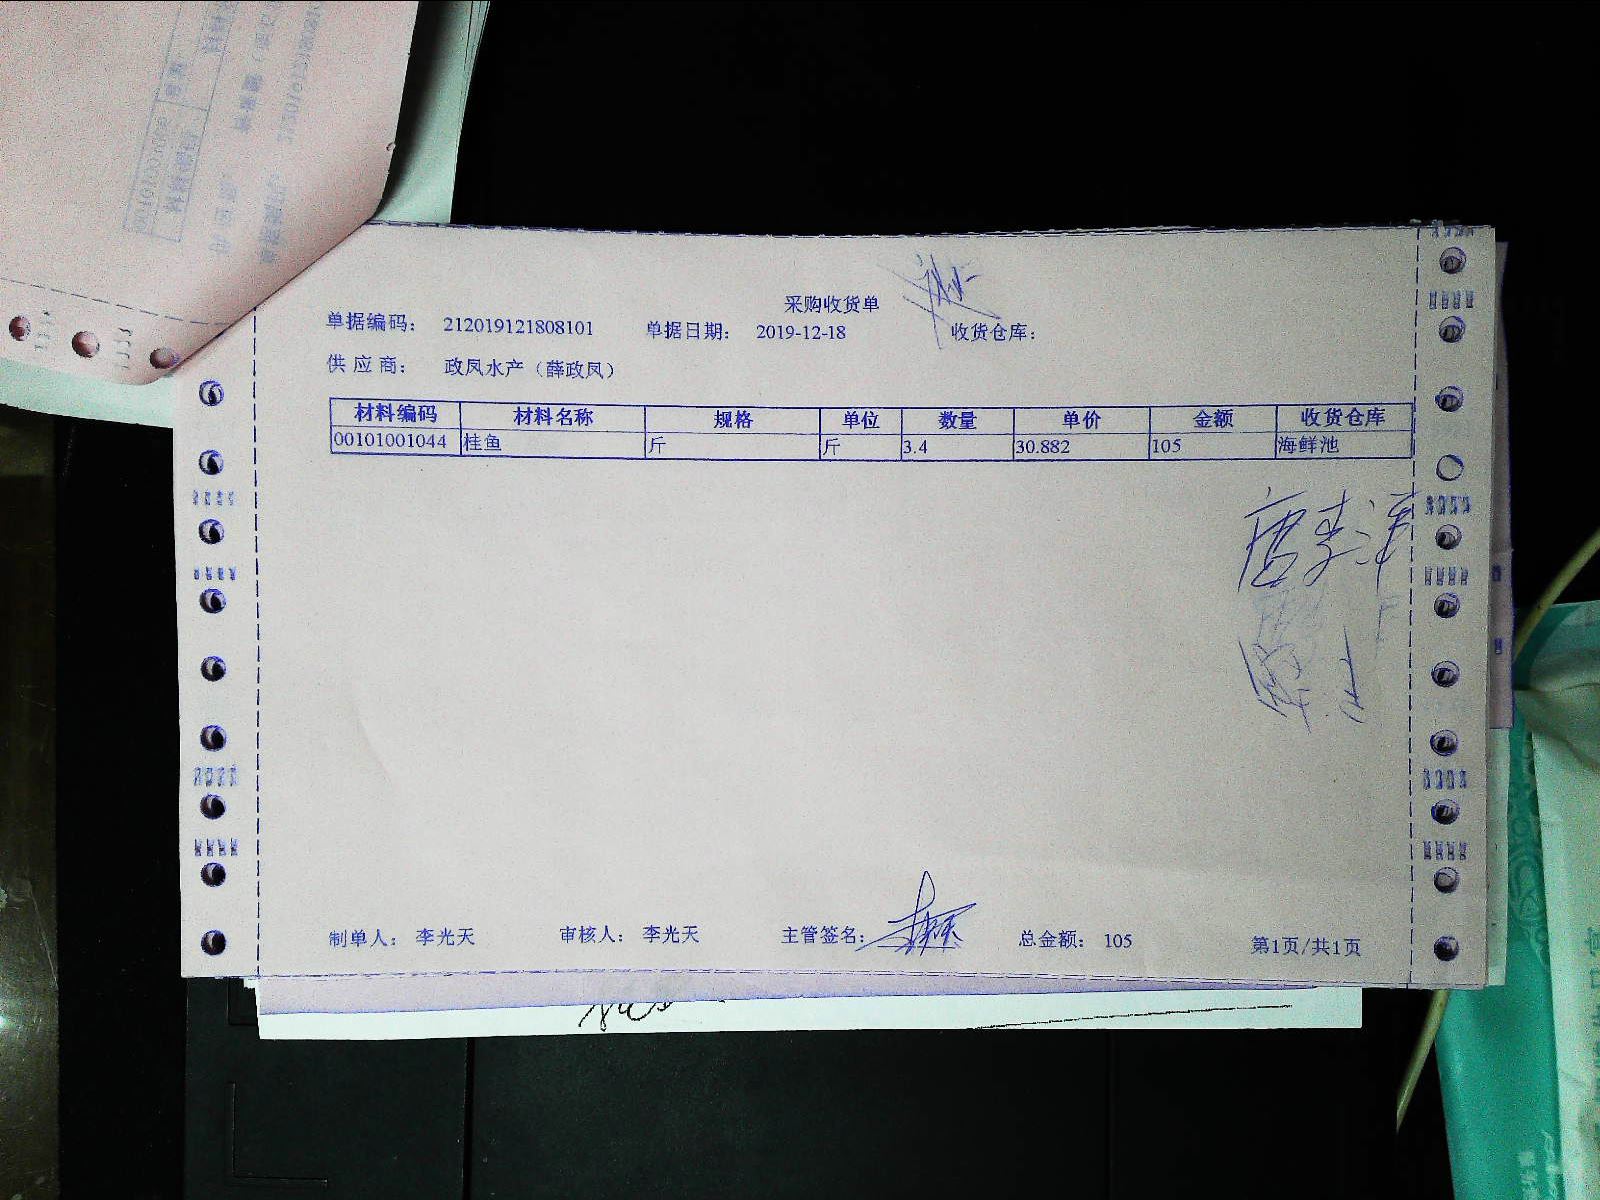 采购收货单
单据编码： 212019121808101 单据日期： 2019-12-18 收货仓库：
供 应 商： 政凤水产（薛政凤）
材料编码 材料名称 规格 单位 数量 单价 金额 收货仓库
00101001044 桂鱼 斤 斤 3.4 30.882 105 海鲜池
制单人： 李光天 审核人： 李光天 主管签名： 总金额： 105 第1页/共1页